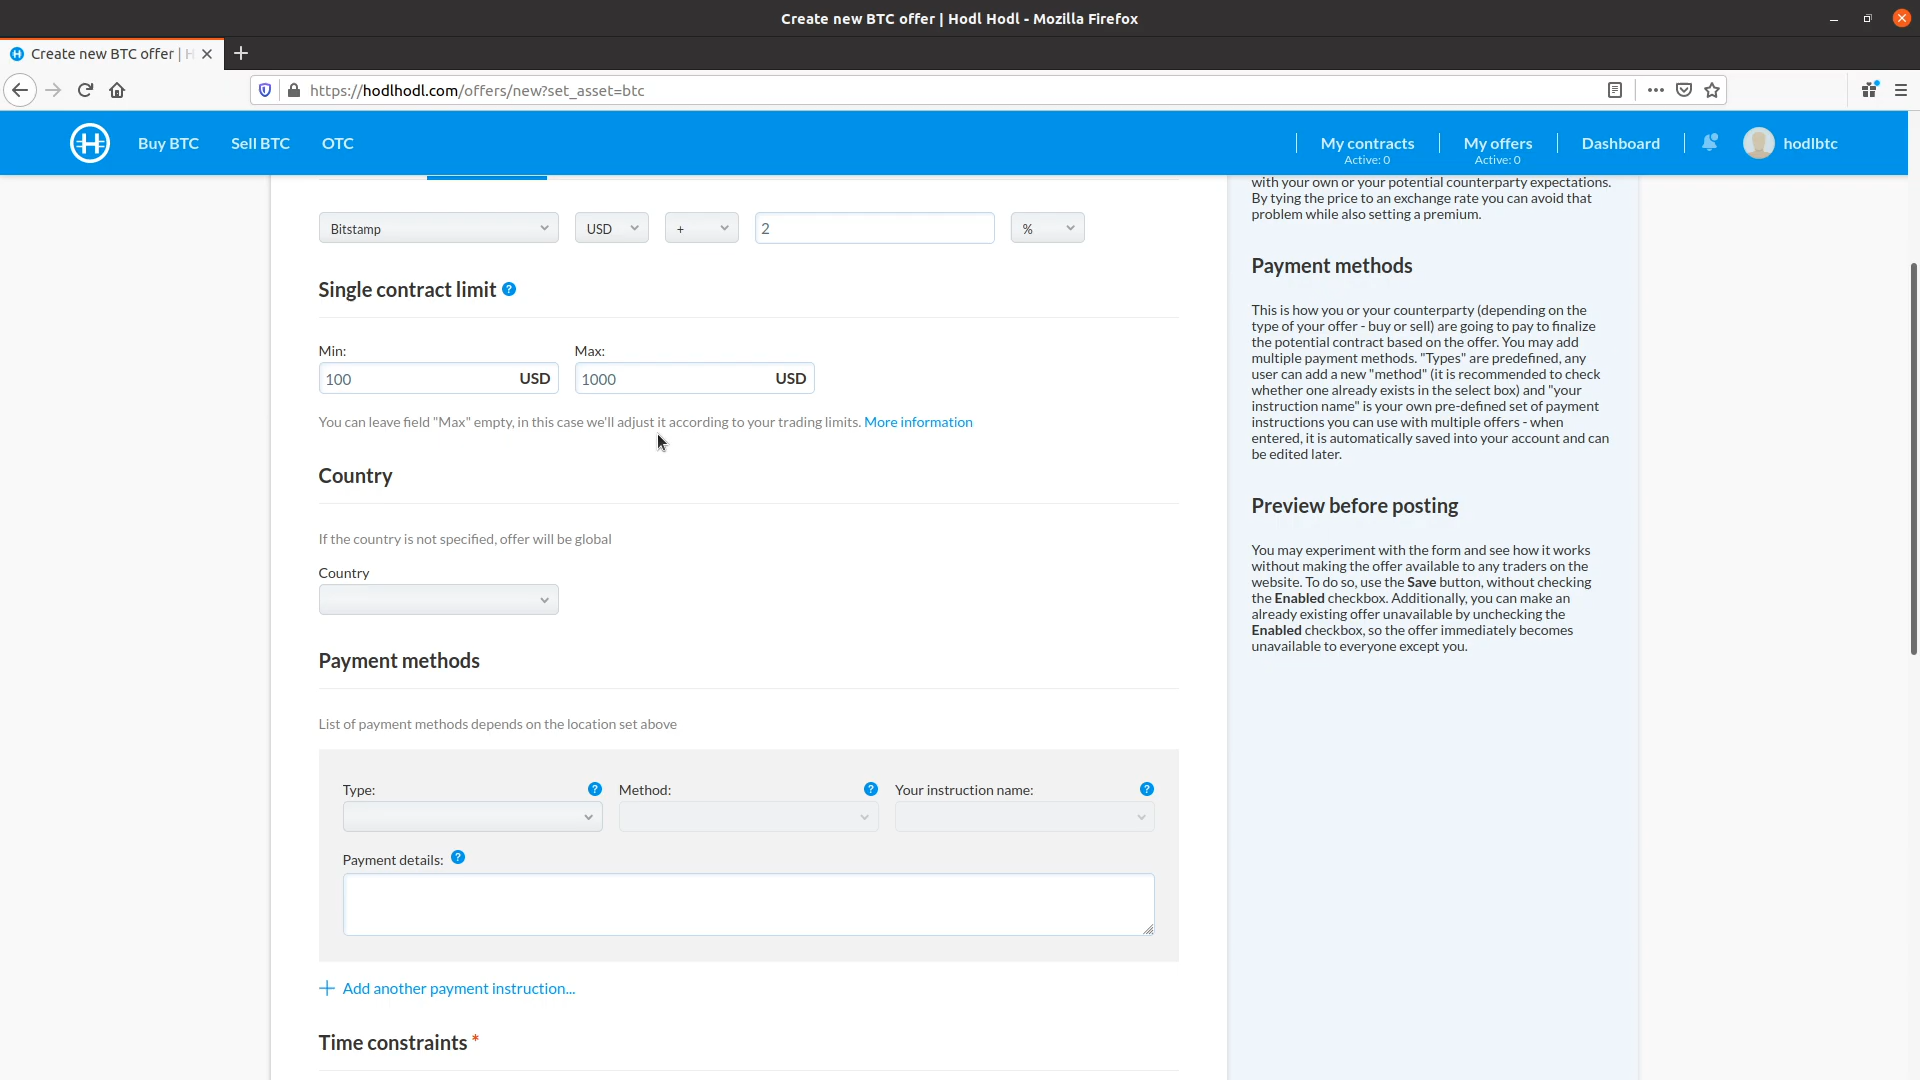 Create new BTC offer | Hodl Hodl - Mozilla Firefox
Create new BTC offer | H
https://hodlhodl.com/offers/new?set_asset=btc
Buy BTC
Sell BTC
OTC
My contracts
Active: 0
My offers
Active: 0
Dashboard
hodlbtc
Bitstamp
USD
+
2
%
Single contract limit ?
Min:
Max:
100 USD
1000 USD
You can leave field "Max" empty, in this case we'll adjust it according to your trading limits. More information
Country
If the country is not specified, offer will be global
Country
Payment methods
List of payment methods depends on the location set above
Type: ?
Method: ?
Your instruction name: ?
Payment details: ?
+ Add another payment instruction...
Time constraints *
with your own or your potential counterparty expectations.
By tying the price to an exchange rate you can avoid that
problem while also setting a premium.
Payment methods
This is how you or your counterparty (depending on the
type of your offer - buy or sell) are going to pay to finalize
the potential contract based on the offer. You may add
multiple payment methods. "Types" are predefined, any
user can add a new "method" (it is recommended to check
whether one already exists in the select box) and "your
instruction name" is your own pre-defined set of payment
instructions you can use with multiple offers - when
entered, it is automatically saved into your account and can
be edited later.
Preview before posting
You may experiment with the form and see how it works
without making the offer available to any traders on the
website. To do so, use the Save button, without checking
the Enabled checkbox. Additionally, you can make an
already existing offer unavailable by unchecking the
Enabled checkbox, so the offer immediately becomes
unavailable to everyone except you.